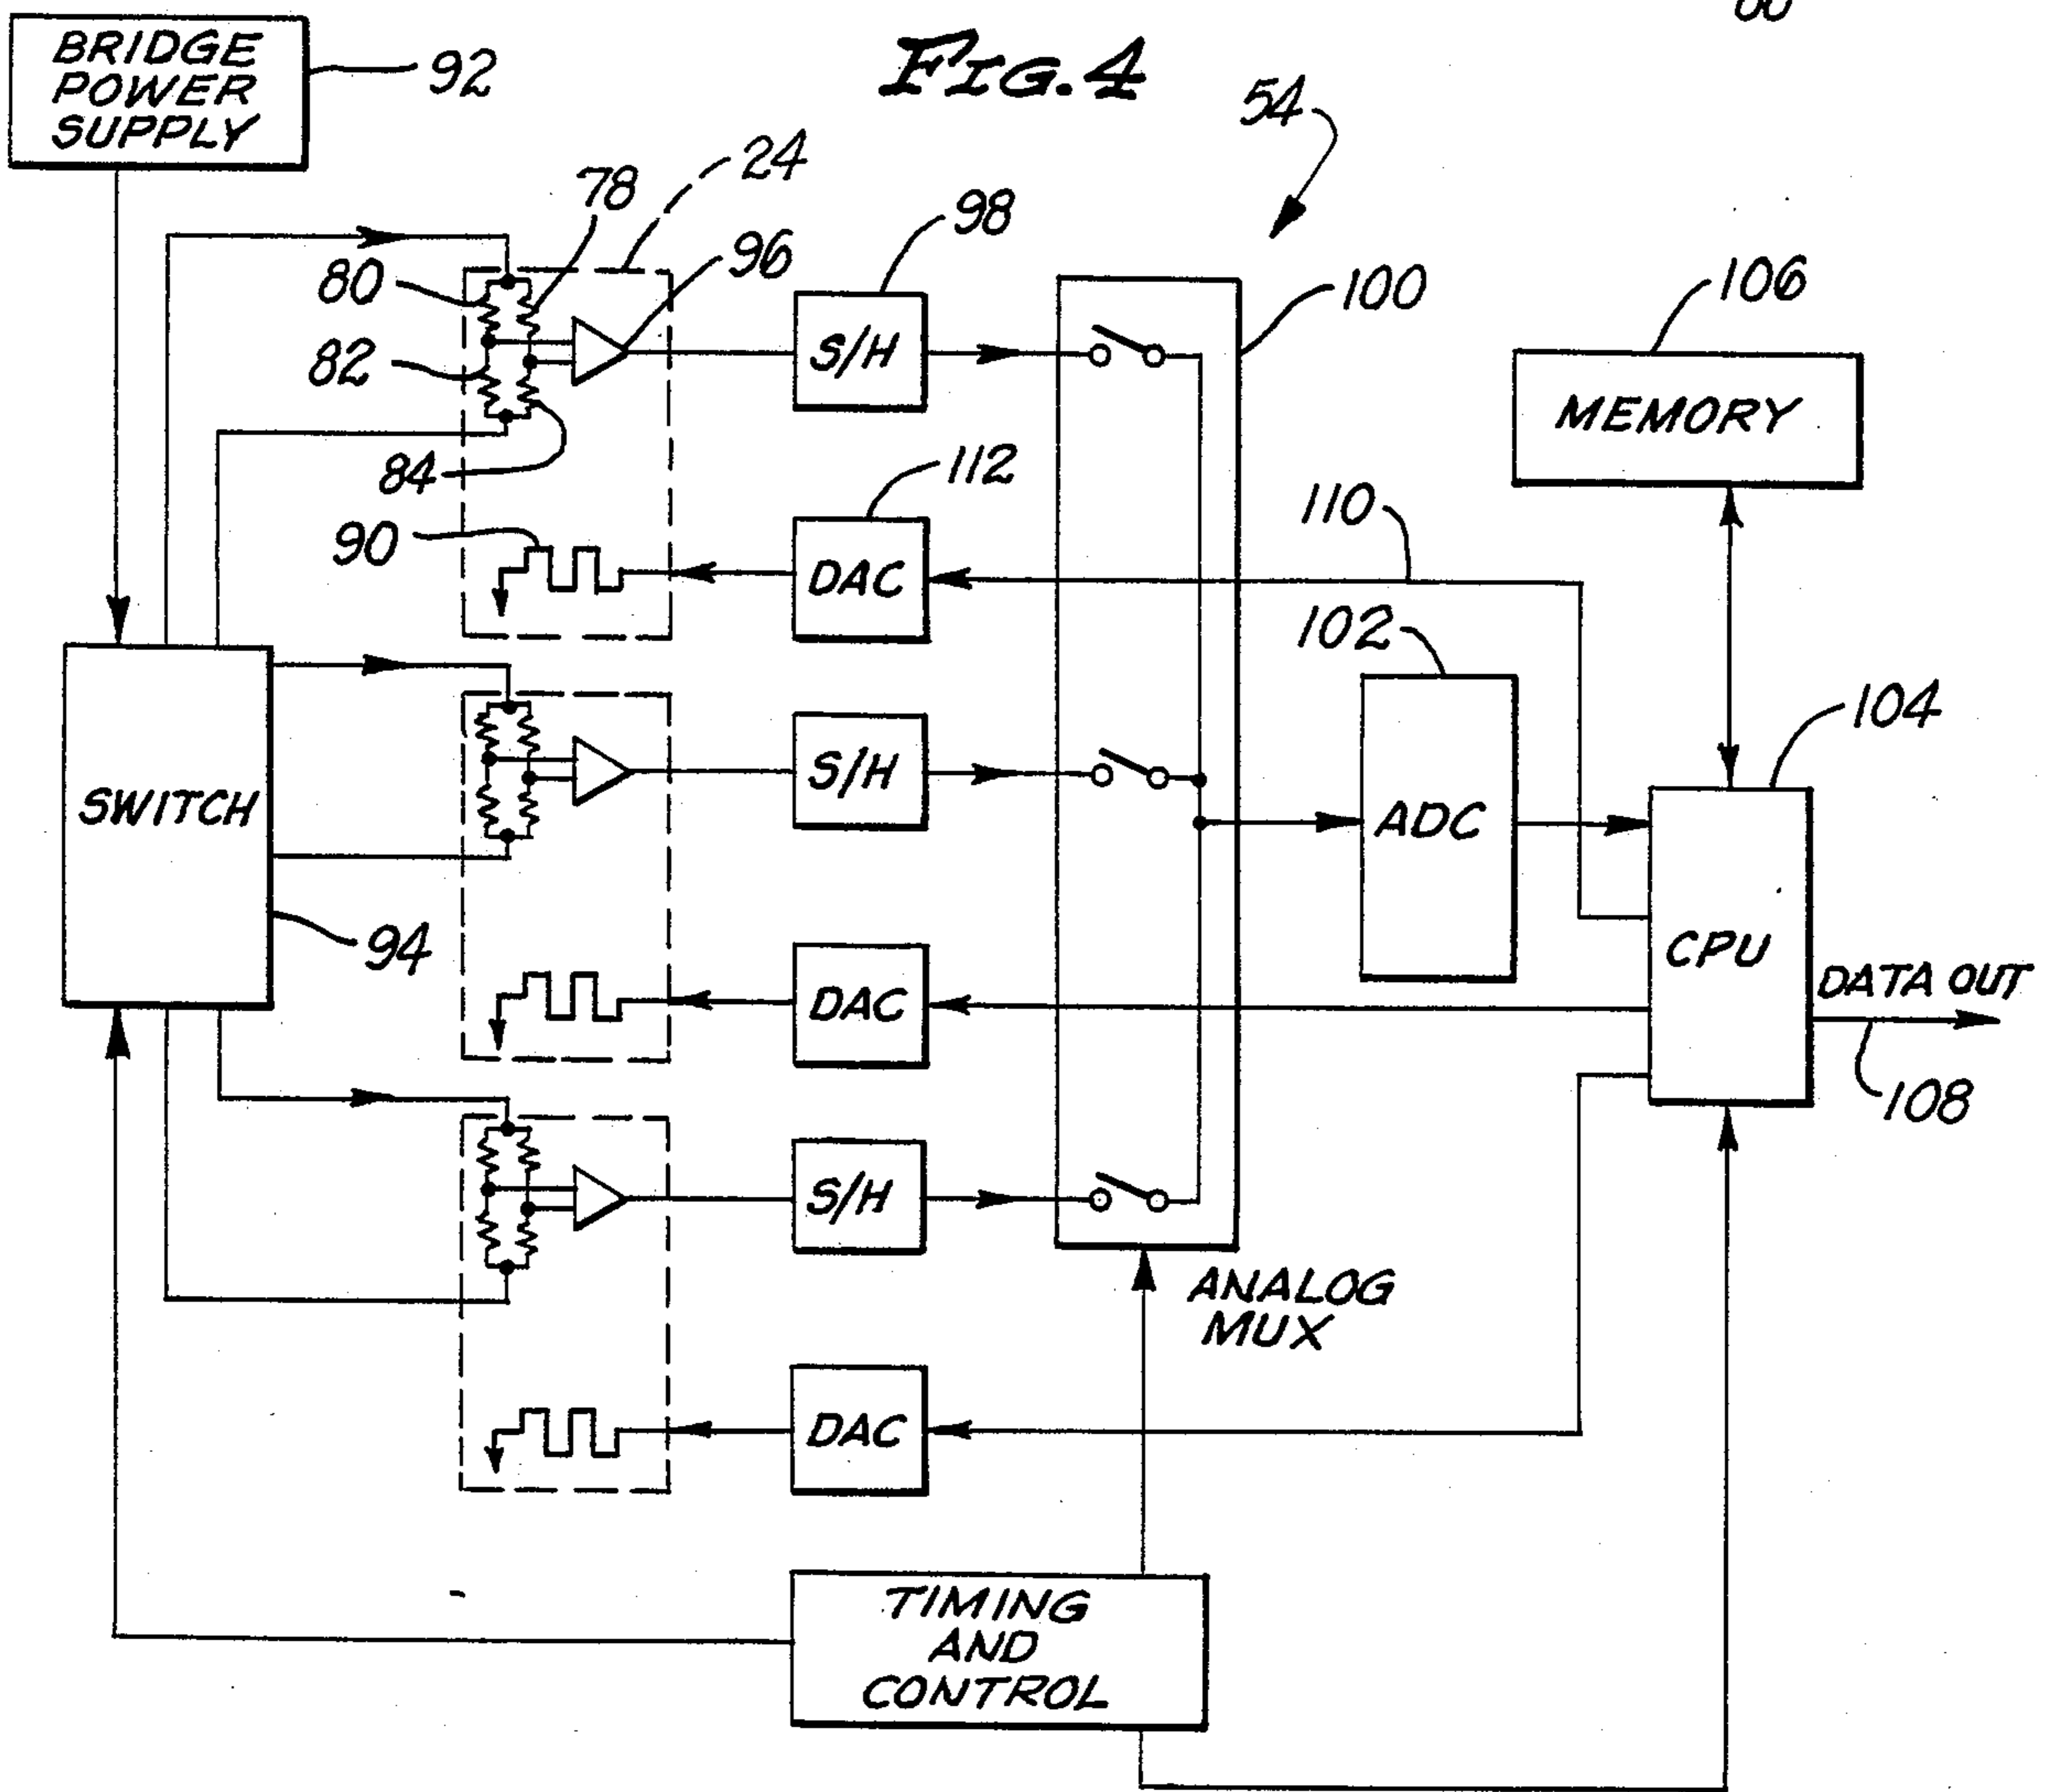 60
BRIDGE
POWER
SUPPLY
92
FIG. 4
54
24
78
98
96
80
100
106
82
S/H
MEMORY
84
112
110
90
DAC
102
104
S/H
SWITCH
ADC
94
CPU
DATA OUT
DAC
108
S/H
ANALOG
MUX
DAC
TIMING
AND
CONTROL